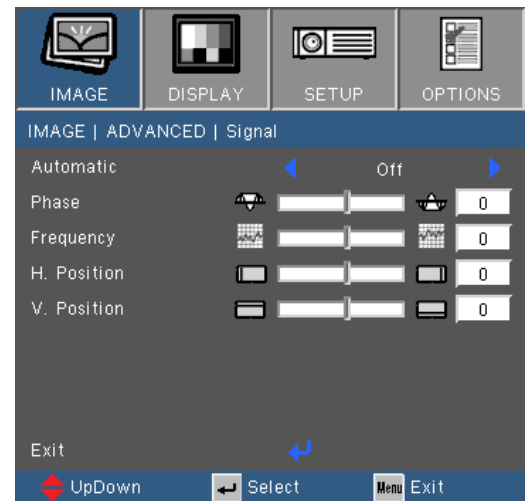 IMAGE DISPLAY SETUP OPTIONS
IMAGE | ADVANCED | Signal
Automatic Off
Phase 0
Frequency 0
H. Position 0
V. Position 0
Exit
UpDown Select Menu Exit